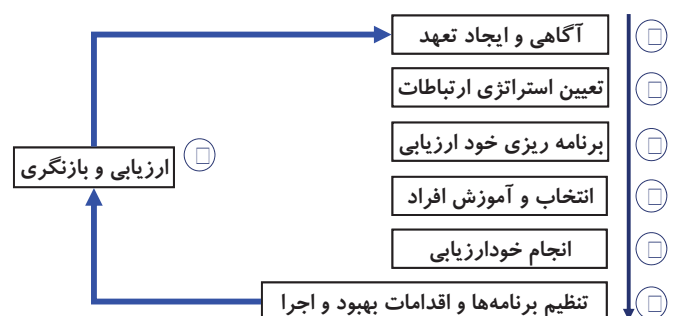 آگاهی و ایجاد تعهد
تعیین استراتژی ارتباطات
برنامه ریزی خود ارزیابی
انتخاب و آموزش افراد
انجام خودارزیابی
تنظیم برنامه‌ها و اقدامات بهبود و اجرا
ارزیابی و بازنگری